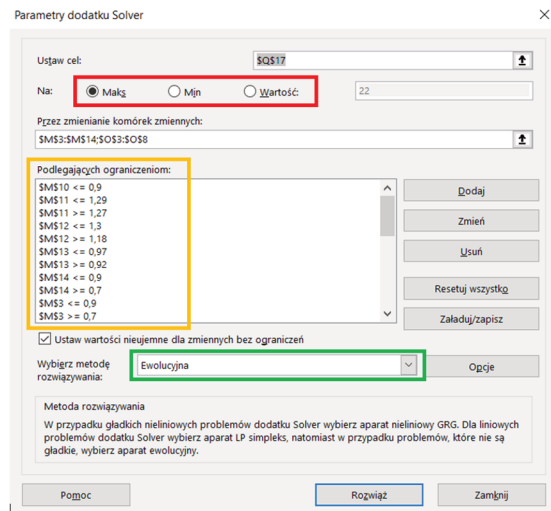 Parametry dodatku Solver
Ustaw cel:
$Q$17
Na:
Maks
Min
Wartość:
22
Przez zmienianie komórek zmiennych:
$M$3:$M$14;$O$3:$O$8
Podlegających ograniczeniom:
$M$10 <= 0,9
$M$11 <= 1,29
$M$11 >= 1,27
$M$12 <= 1,3
$M$12 >= 1,18
$M$13 <= 0,97
$M$13 >= 0,92
$M$14 <= 0,9
$M$14 >= 0,7
$M$3 <= 0,9
$M$3 >= 0,7
Dodaj
Zmień
Usuń
Resetuj wszystko
Załaduj/zapisz
Ustaw wartości nieujemne dla zmiennych bez ograniczeń
Wybierz metodę
rozwiązywania:
Ewolucyjna
Opcje
Metoda rozwiązywania
W przypadku gładkich nieliniowych problemów dodatku Solver wybierz aparat nieliniowy GRG. Dla liniowych
problemów dodatku Solver wybierz aparat LP simpleks, natomiast w przypadku problemów, które nie są
gładkie, wybierz aparat ewolucyjny.
Pomoc
Rozwiąż
Zamknij